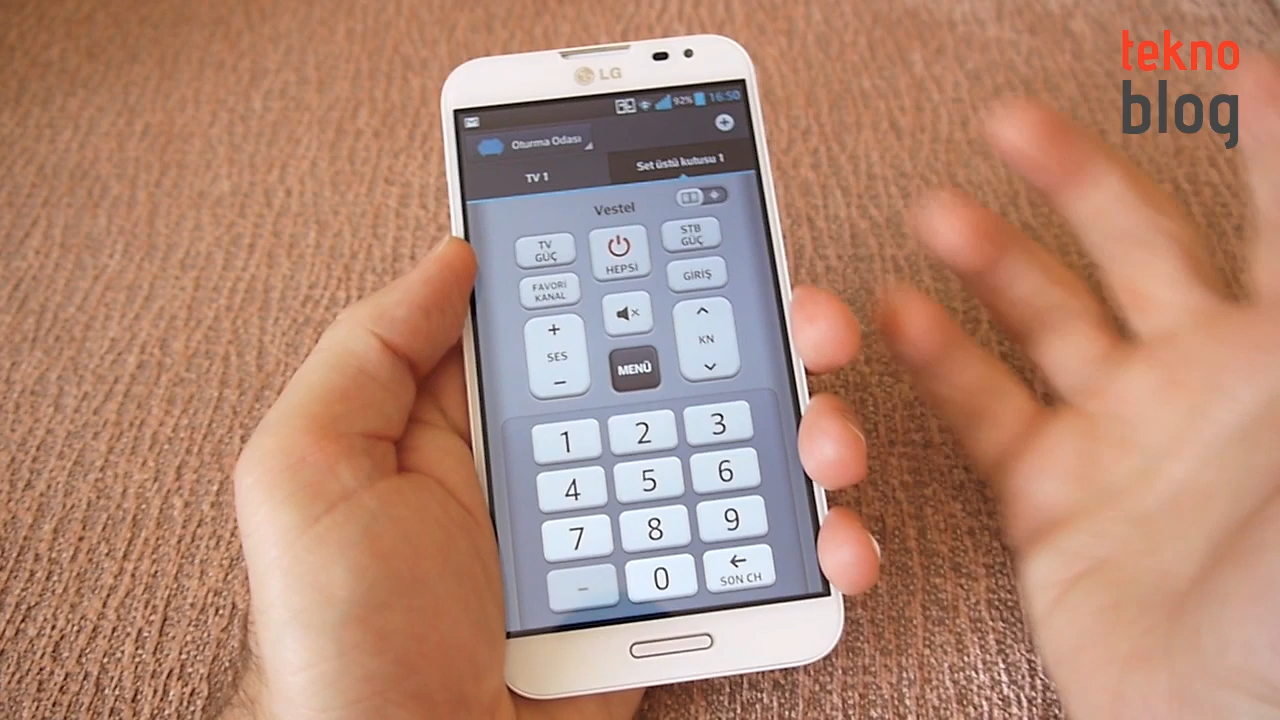 tekno
blog
LG
92% 16:50
Oturma Odası
TV 1
Set üstü kutusu 1
Vestel
TV
GÜÇ
HEPSİ
STB
GÜÇ
FAVORİ
KANAL
GİRİŞ
+
SES
−
KN
MENÜ
1 2 3
4 5 6
7 8 9
− 0
SON CH